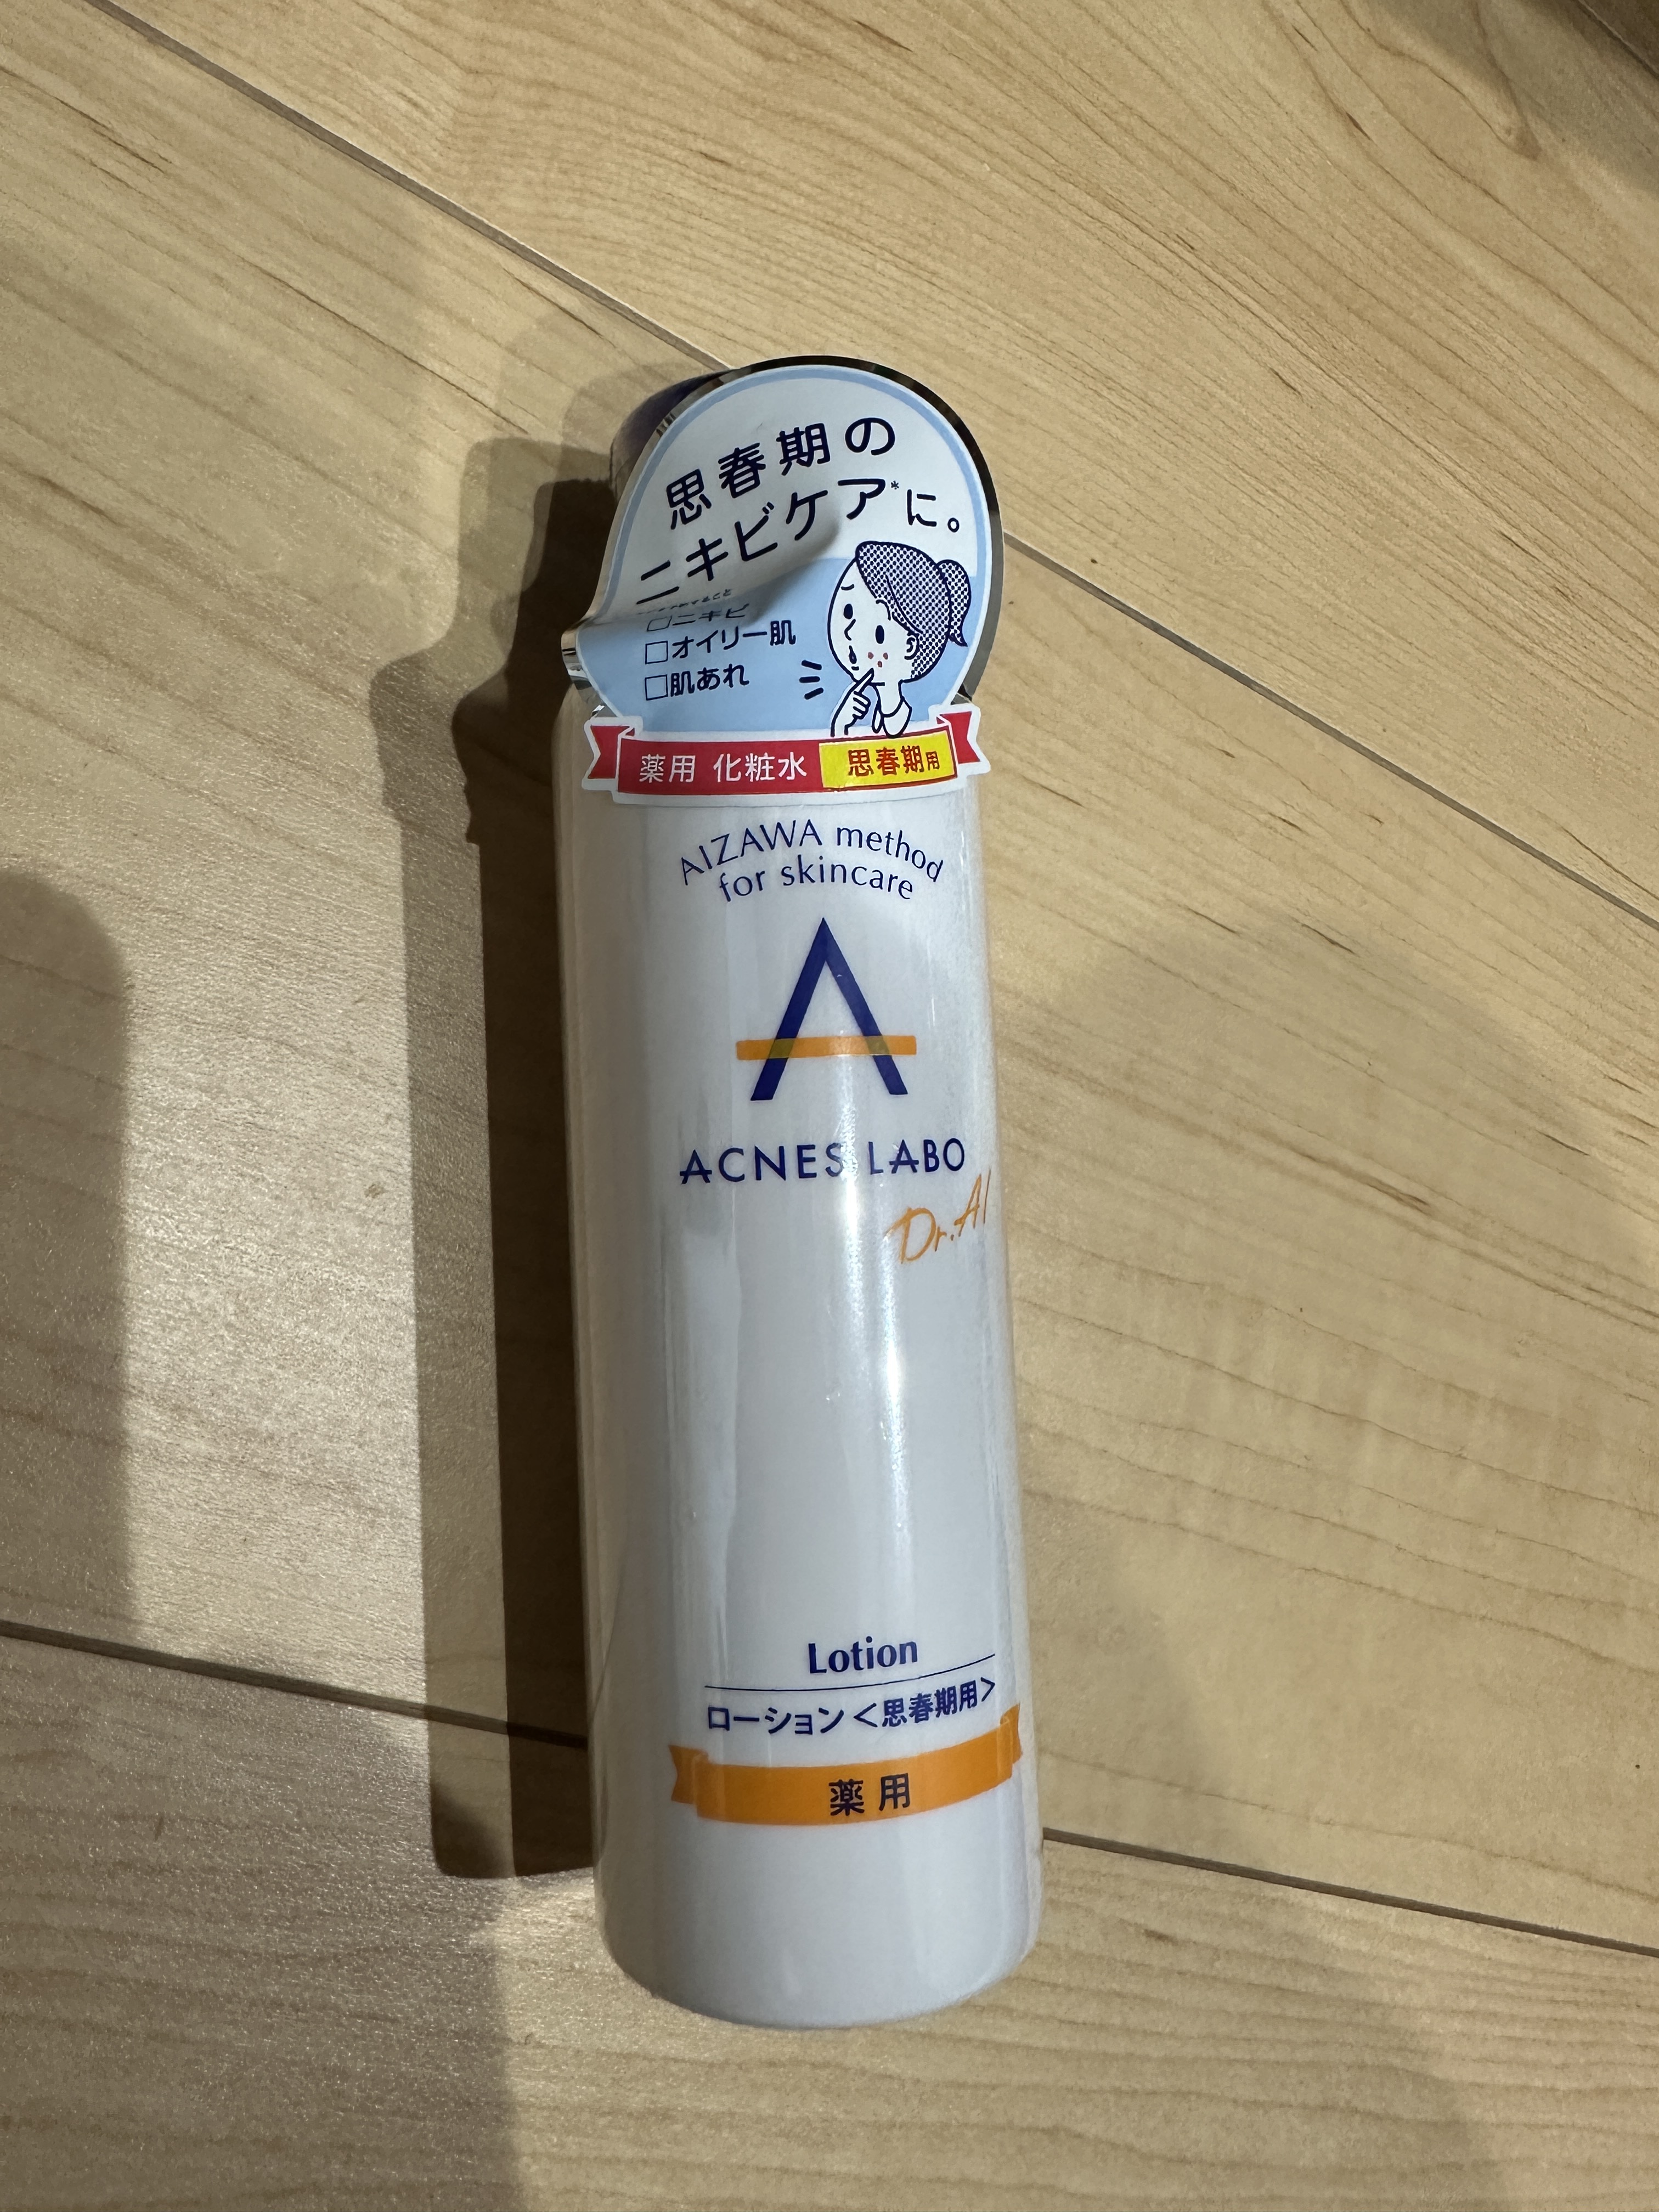 思春期の
ニキビケア*に。
□ニキビ
□オイリー肌
□肌あれ
薬用 化粧水 思春期用
AIZAWA method
for skincare
A
ACNES LABO
Dr.AI
Lotion
ローション<思春期用>
薬用